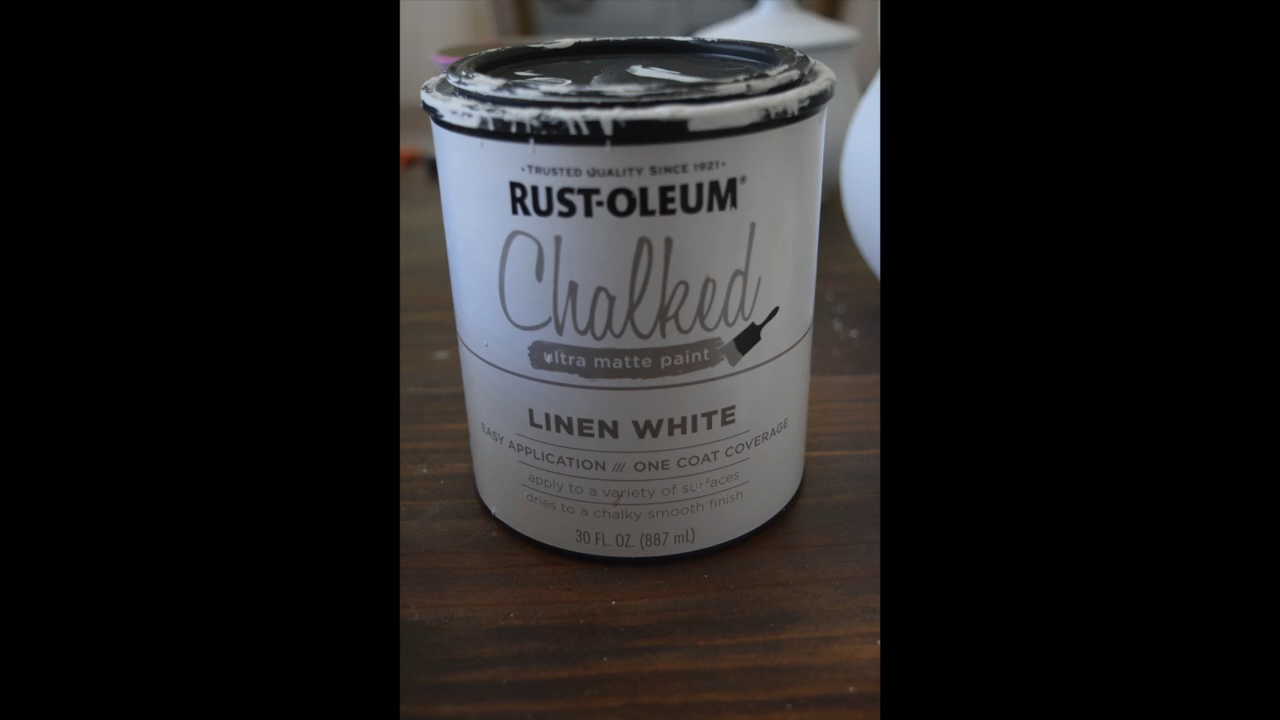 •TRUSTED QUALITY SINCE 1921•
RUST-OLEUM®
Chalked
ultra matte paint
LINEN WHITE
EASY APPLICATION /// ONE COAT COVERAGE
apply to a variety of surfaces
dries to a chalky smooth finish
30 FL. OZ. (887 mL)